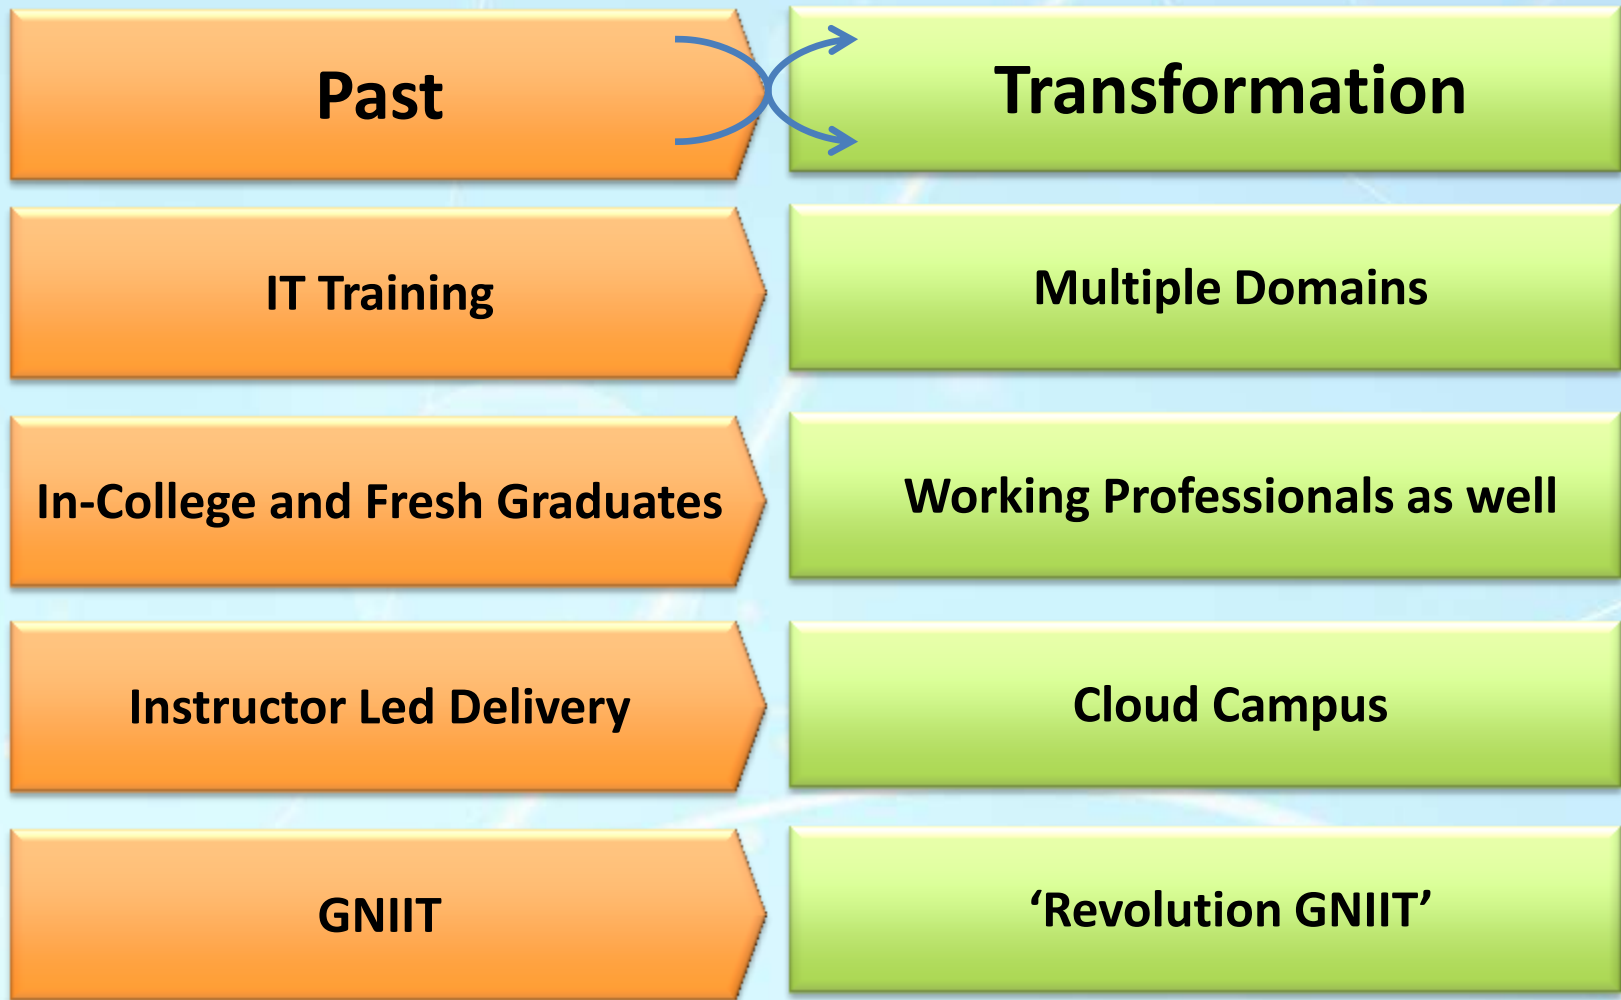 Past
Transformation
IT Training
Multiple Domains
In-College and Fresh Graduates
Working Professionals as well
Instructor Led Delivery
Cloud Campus
GNIIT
‘Revolution GNIIT’